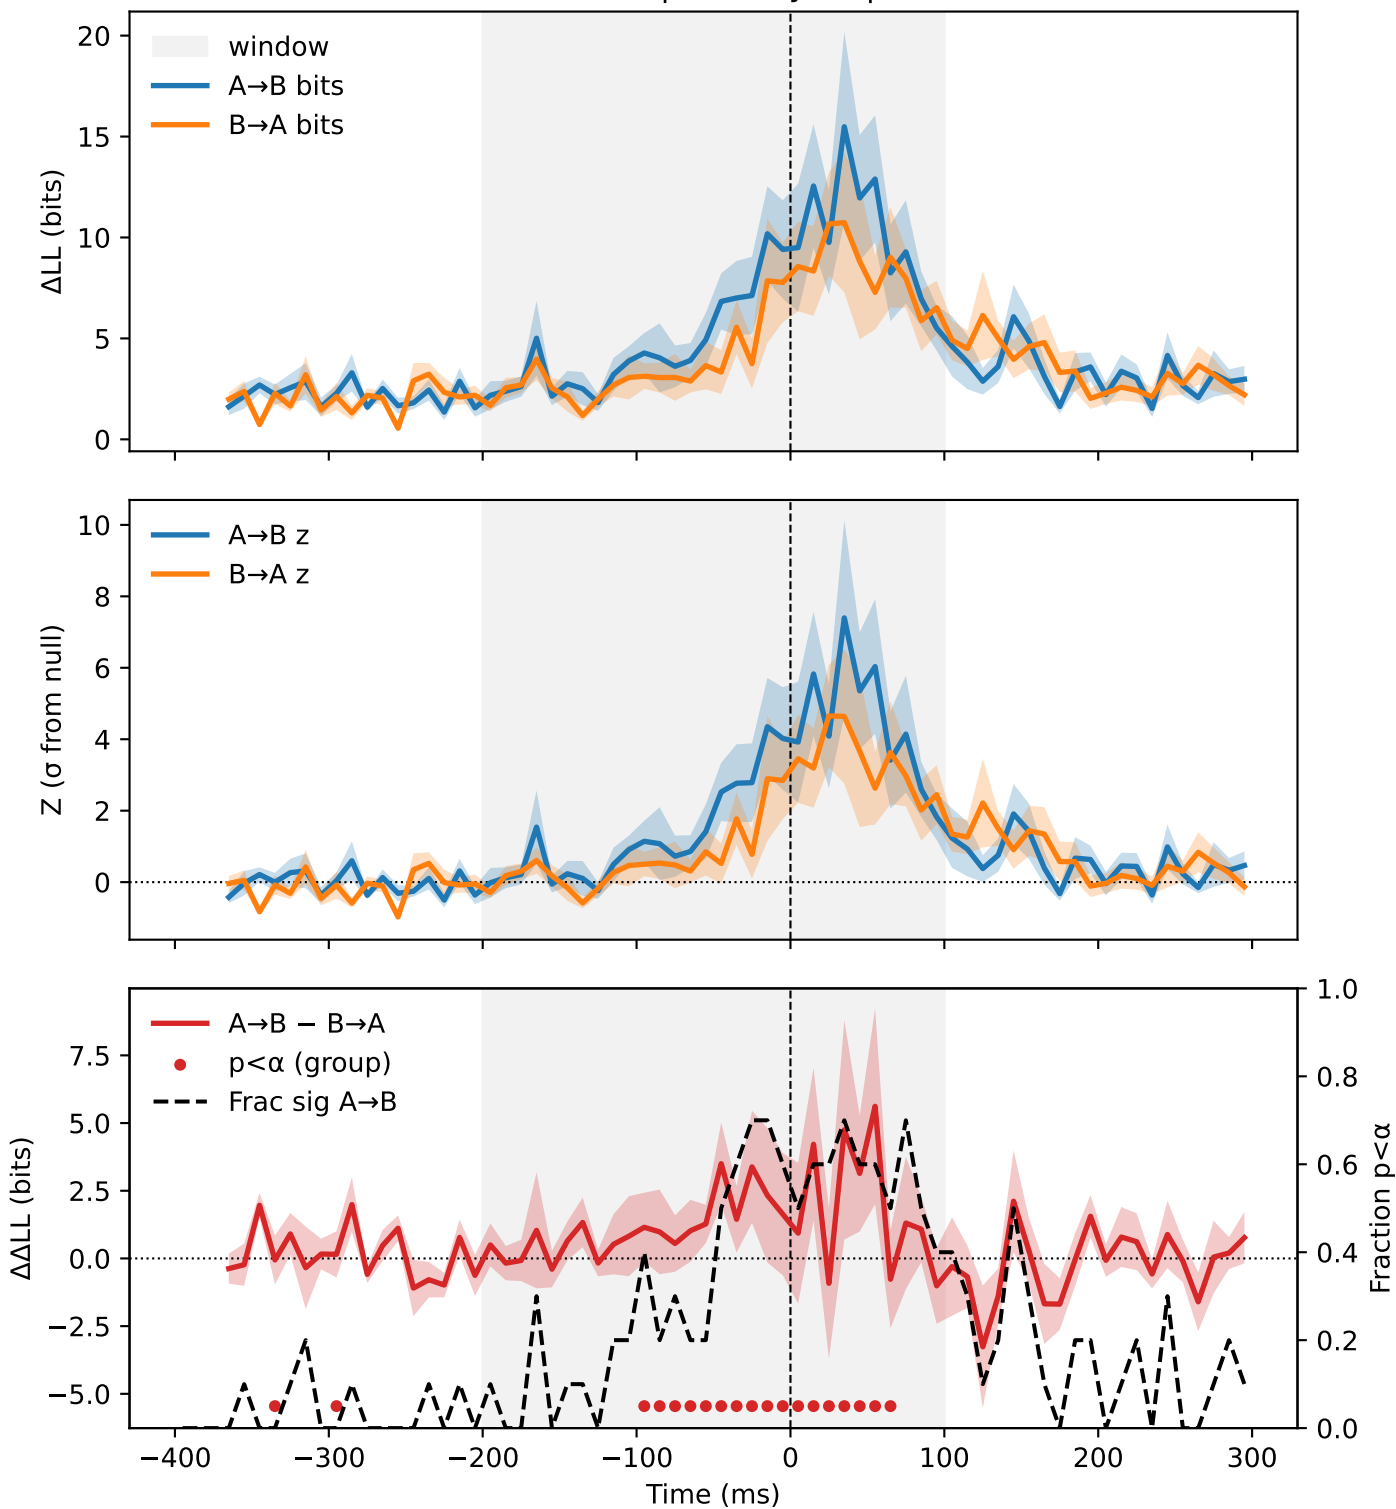 20
15
10
5
0
ΔLL (bits)
window
A→B bits
B→A bits
10
8
6
4
2
0
Z (σ from null)
A→B z
B→A z
7.5
5.0
2.5
0.0
−2.5
−5.0
ΔΔLL (bits)
A→B − B→A
p<α (group)
Frac sig A→B
1.0
0.8
0.6
0.4
0.2
0.0
Fraction p<α
−400 −300 −200 −100 0 100 200 300
Time (ms)